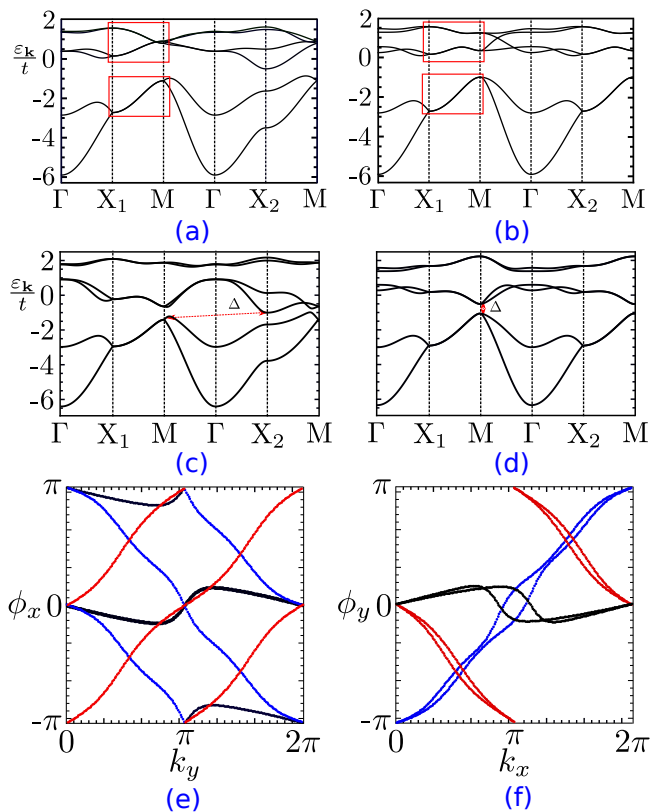 2 2
0 0
ε_k/t
-2 -2
-4 -4
-6 -6
Γ X₁ M Γ X₂ M Γ X₁ M Γ X₂ M
(a) (b)
2 2
0 0
ε_k/t
Δ Δ
-2 -2
-4 -4
-6 -6
Γ X₁ M Γ X₂ M Γ X₁ M Γ X₂ M
(c) (d)
π π
ϕₓ 0 ϕ_y 0
-π -π
0 π 2π 0 π 2π
k_y kₓ
(e) (f)